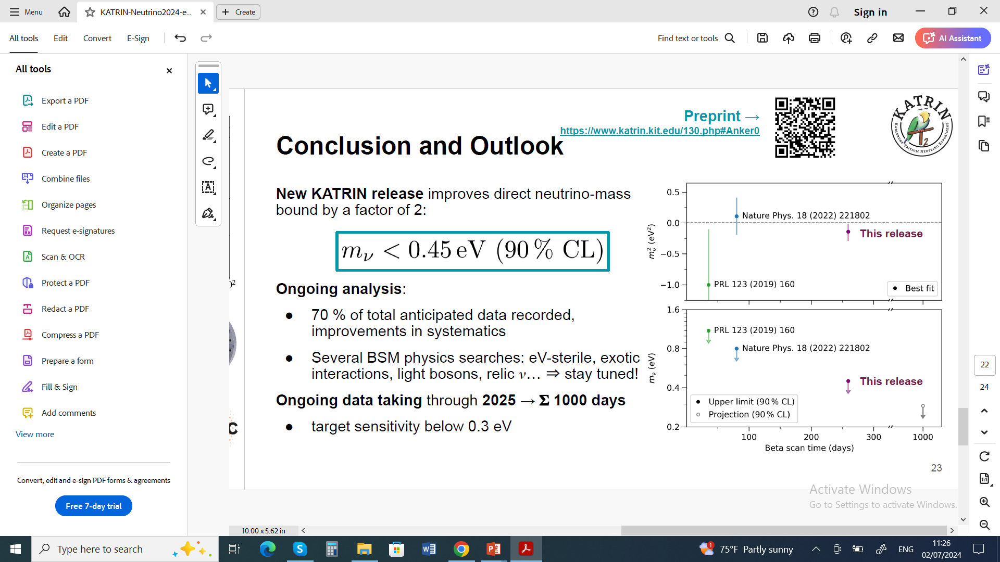 Menu
KATRIN-Neutrino2024-e...
Create
Sign in
All tools
Edit
Convert
E-Sign
Find text or tools
AI Assistant
All tools
Export a PDF
Edit a PDF
Create a PDF
Combine files
Organize pages
Request e-signatures
Scan & OCR
Protect a PDF
Redact a PDF
Compress a PDF
Prepare a form
Fill & Sign
Add comments
View more
Convert, edit and e-sign PDF forms & agreements
Free 7-day trial
Preprint →
https://www.katrin.kit.edu/130.php#Anker0
KATRIN
KARLSRUHE TRITIUM NEUTRINO EXPERIMENT
Conclusion and Outlook
New KATRIN release improves direct neutrino-mass
bound by a factor of 2:
mν < 0.45 eV (90 % CL)
Ongoing analysis:
● 70 % of total anticipated data recorded,
improvements in systematics
● Several BSM physics searches: eV-sterile, exotic
interactions, light bosons, relic ν… ⇒ stay tuned!
Ongoing data taking through 2025 → Σ 1000 days
● target sensitivity below 0.3 eV
0.5
0.0
−0.5
−1.0
m²ν (eV²)
Nature Phys. 18 (2022) 221802
This release
PRL 123 (2019) 160
Best fit
1.6
0.8
0.4
0.2
mν (eV)
PRL 123 (2019) 160
Nature Phys. 18 (2022) 221802
This release
Upper limit (90 % CL)
Projection (90 % CL)
100 200 300 1000
Beta scan time (days)
23
22
24
Activate Windows
Go to Settings to activate Windows.
10.00 x 5.62 in
Type here to search
75°F Partly sunny
ENG
11:26
02/07/2024